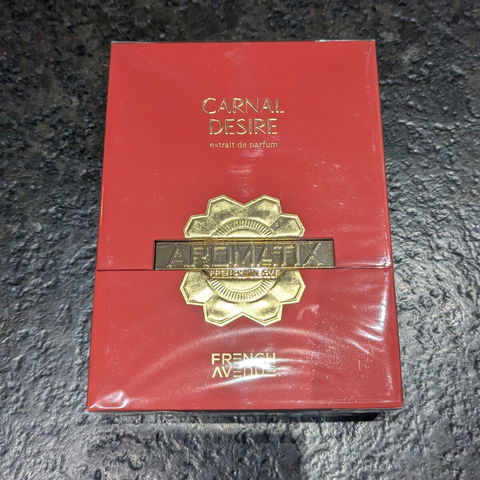 CARNAL
DESIRE
extrait de parfum
AROMATIX
FRENCH
AVENUE